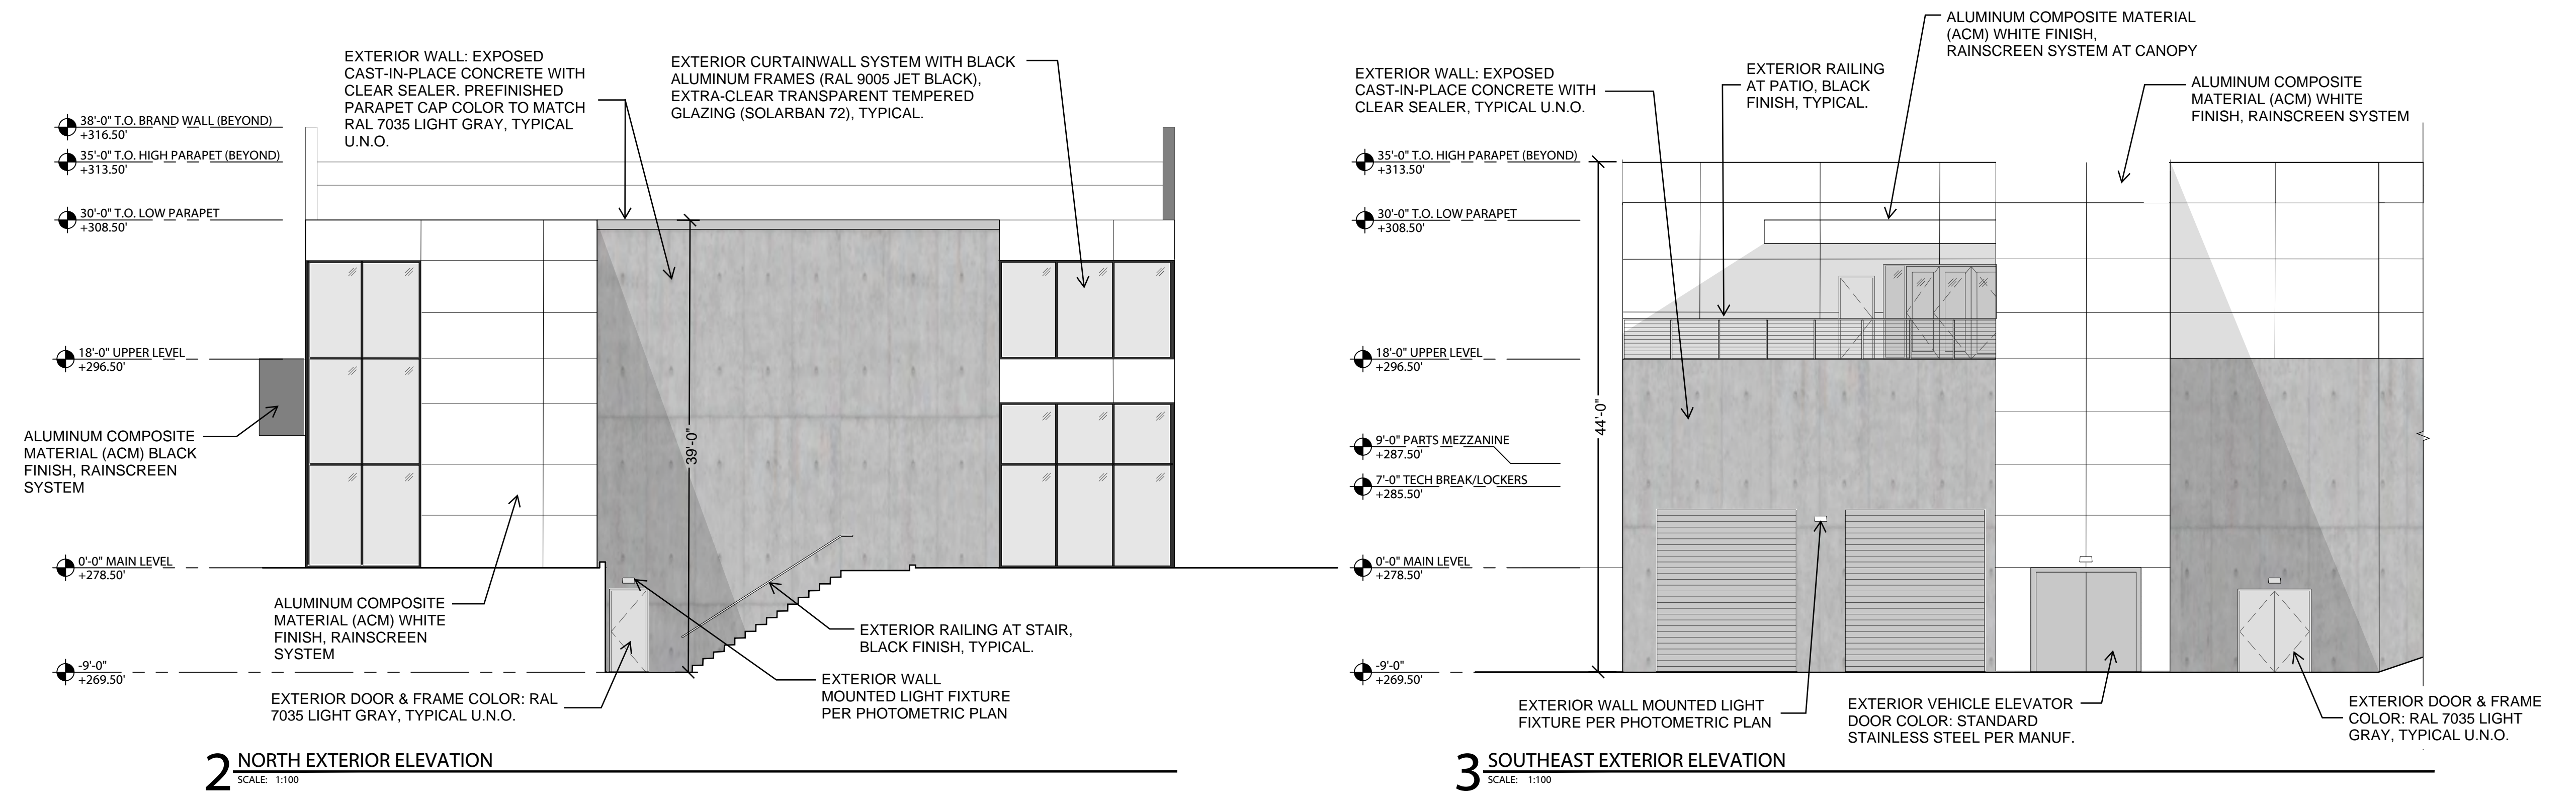 EXTERIOR WALL: EXPOSED
CAST-IN-PLACE CONCRETE WITH
CLEAR SEALER. PREFINISHED
PARAPET CAP COLOR TO MATCH
RAL 7035 LIGHT GRAY, TYPICAL
U.N.O.
EXTERIOR CURTAINWALL SYSTEM WITH BLACK
ALUMINUM FRAMES (RAL 9005 JET BLACK),
EXTRA-CLEAR TRANSPARENT TEMPERED
GLAZING (SOLARBAN 72), TYPICAL.
38'-0" T.O. BRAND WALL (BEYOND)
+316.50'
35'-0" T.O. HIGH PARAPET (BEYOND)
+313.50'
30'-0" T.O. LOW PARAPET
+308.50'
18'-0" UPPER LEVEL
+296.50'
ALUMINUM COMPOSITE
MATERIAL (ACM) BLACK
FINISH, RAINSCREEN
SYSTEM
39'-0"
0'-0" MAIN LEVEL
+278.50'
ALUMINUM COMPOSITE
MATERIAL (ACM) WHITE
FINISH, RAINSCREEN
SYSTEM
EXTERIOR RAILING AT STAIR,
BLACK FINISH, TYPICAL.
-9'-0"
+269.50'
EXTERIOR DOOR & FRAME COLOR: RAL
7035 LIGHT GRAY, TYPICAL U.N.O.
EXTERIOR WALL
MOUNTED LIGHT FIXTURE
PER PHOTOMETRIC PLAN
2 NORTH EXTERIOR ELEVATION
SCALE: 1:100
ALUMINUM COMPOSITE MATERIAL
(ACM) WHITE FINISH,
RAINSCREEN SYSTEM AT CANOPY
EXTERIOR WALL: EXPOSED
CAST-IN-PLACE CONCRETE WITH
CLEAR SEALER, TYPICAL U.N.O.
EXTERIOR RAILING
AT PATIO, BLACK
FINISH, TYPICAL.
ALUMINUM COMPOSITE
MATERIAL (ACM) WHITE
FINISH, RAINSCREEN SYSTEM
35'-0" T.O. HIGH PARAPET (BEYOND)
+313.50'
30'-0" T.O. LOW PARAPET
+308.50'
18'-0" UPPER LEVEL
+296.50'
44'-0"
9'-0" PARTS MEZZANINE
+287.50'
7'-0" TECH BREAK/LOCKERS
+285.50'
0'-0" MAIN LEVEL
+278.50'
-9'-0"
+269.50'
EXTERIOR WALL MOUNTED LIGHT
FIXTURE PER PHOTOMETRIC PLAN
EXTERIOR VEHICLE ELEVATOR
DOOR COLOR: STANDARD
STAINLESS STEEL PER MANUF.
EXTERIOR DOOR & FRAME
COLOR: RAL 7035 LIGHT
GRAY, TYPICAL U.N.O.
3 SOUTHEAST EXTERIOR ELEVATION
SCALE: 1:100